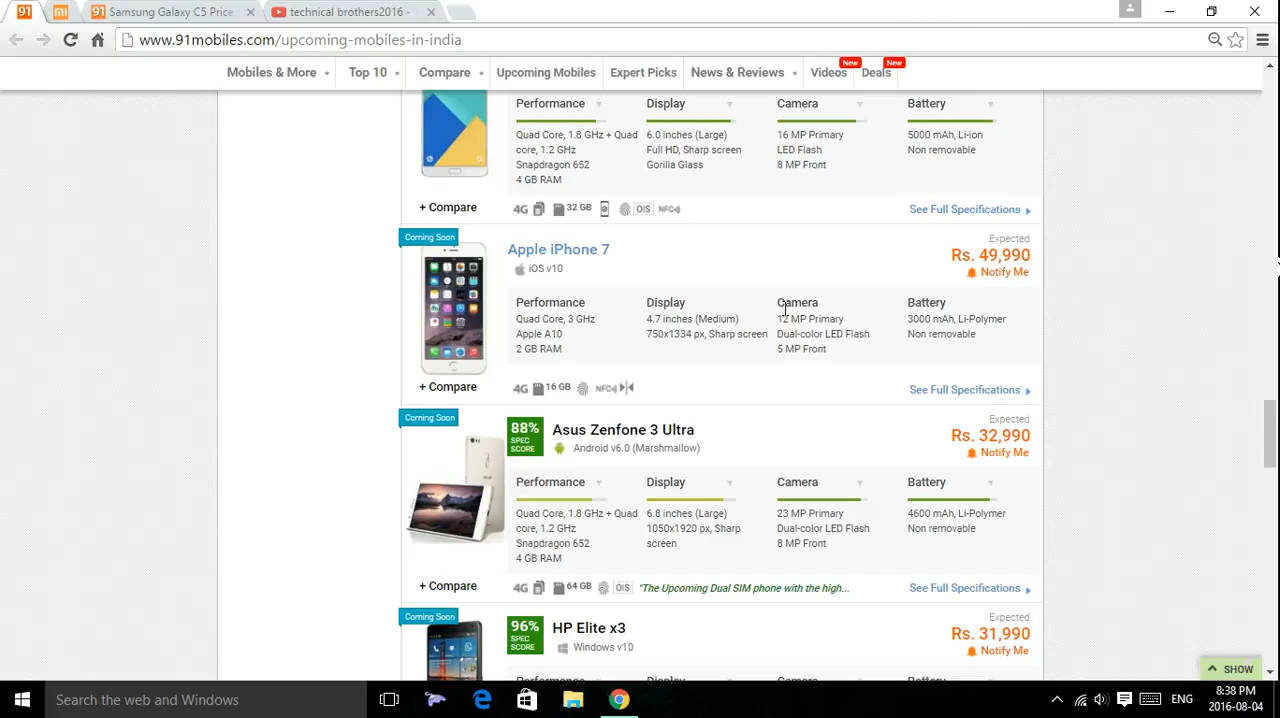 91
mi
91 Samsung Galaxy C5 Price
technical brothers2016 -
www.91mobiles.com/upcoming-mobiles-in-india
Mobiles & More
Top 10
Compare
Upcoming Mobiles
Expert Picks
News & Reviews
Videos
New
Deals
New
Performance
Display
Camera
Battery
Quad Core, 1.8 GHz + Quad
core, 1.2 GHz
Snapdragon 652
4 GB RAM
6.0 inches (Large)
Full HD, Sharp screen
Gorilla Glass
16 MP Primary
LED Flash
8 MP Front
5000 mAh, Li-ion
Non removable
+ Compare
4G
32 GB
OIS
NFC
See Full Specifications
Coming Soon
Apple iPhone 7
iOS v10
Expected
Rs. 49,990
Notify Me
Performance
Display
Camera
Battery
Quad Core, 3 GHz
Apple A10
2 GB RAM
4.7 inches (Medium)
750x1334 px, Sharp screen
12 MP Primary
Dual-color LED Flash
5 MP Front
3000 mAh, Li-Polymer
Non removable
+ Compare
4G
16 GB
NFC
See Full Specifications
Coming Soon
88%
SPEC
SCORE
Asus Zenfone 3 Ultra
Android v6.0 (Marshmallow)
Expected
Rs. 32,990
Notify Me
Performance
Display
Camera
Battery
Quad Core, 1.8 GHz + Quad
core, 1.2 GHz
Snapdragon 652
4 GB RAM
6.8 inches (Large)
1050x1920 px, Sharp
screen
23 MP Primary
Dual-color LED Flash
8 MP Front
4600 mAh, Li-Polymer
Non removable
+ Compare
4G
64 GB
OIS
"The Upcoming Dual SIM phone with the high...
See Full Specifications
Coming Soon
96%
SPEC
SCORE
HP Elite x3
Windows v10
Expected
Rs. 31,990
Notify Me
SHOW
Search the web and Windows
ENG
8:38 PM
2016-08-04